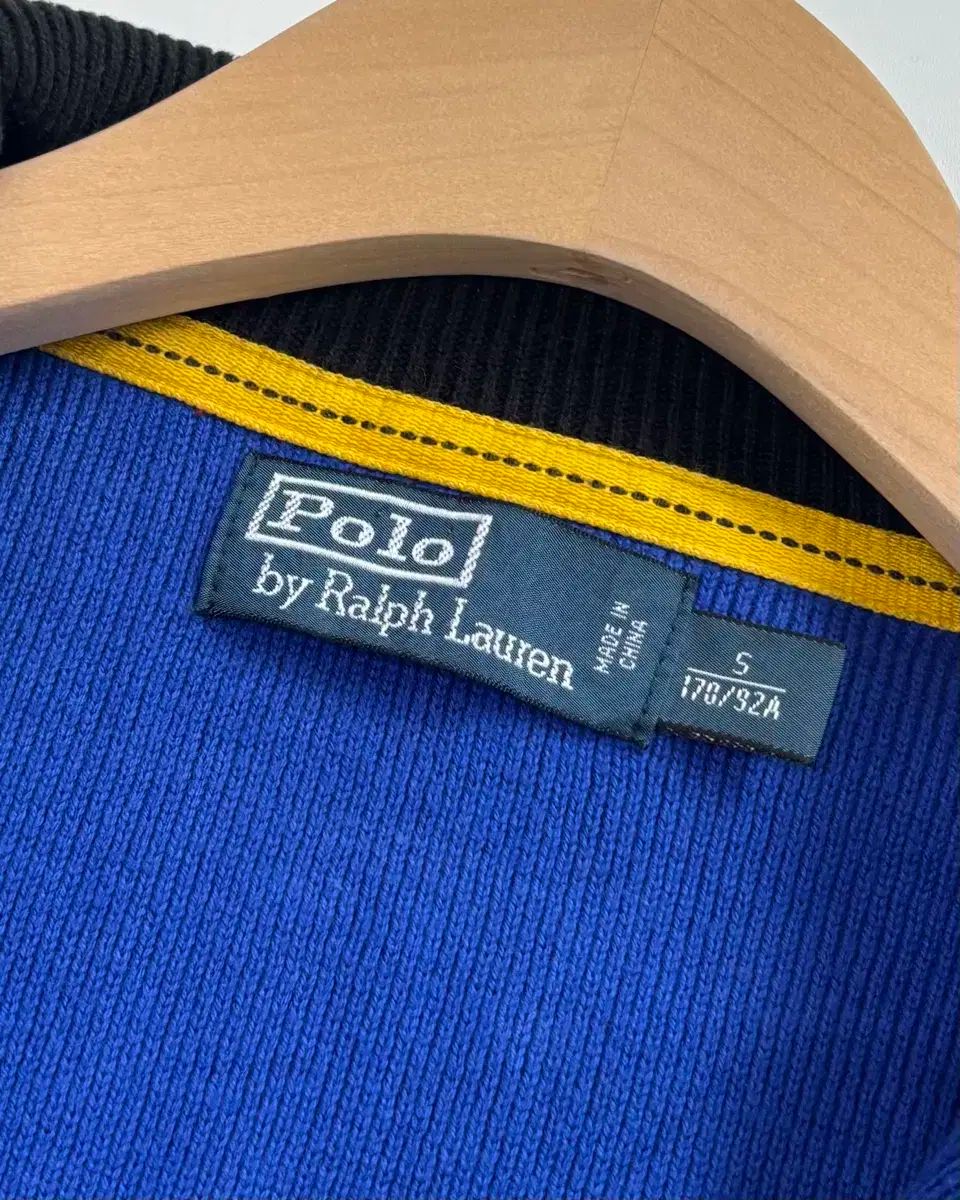 Polo
by Ralph Lauren
MADE IN
CHINA
S
170/92A